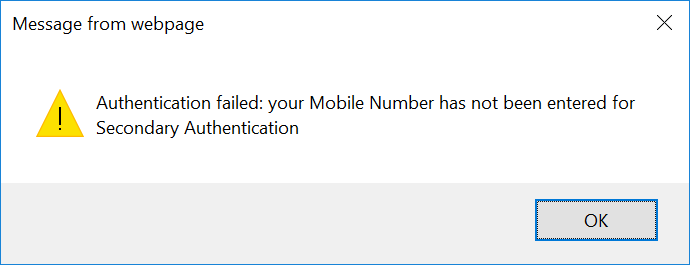 Message from webpage
Authentication failed: your Mobile Number has not been entered for
Secondary Authentication
OK